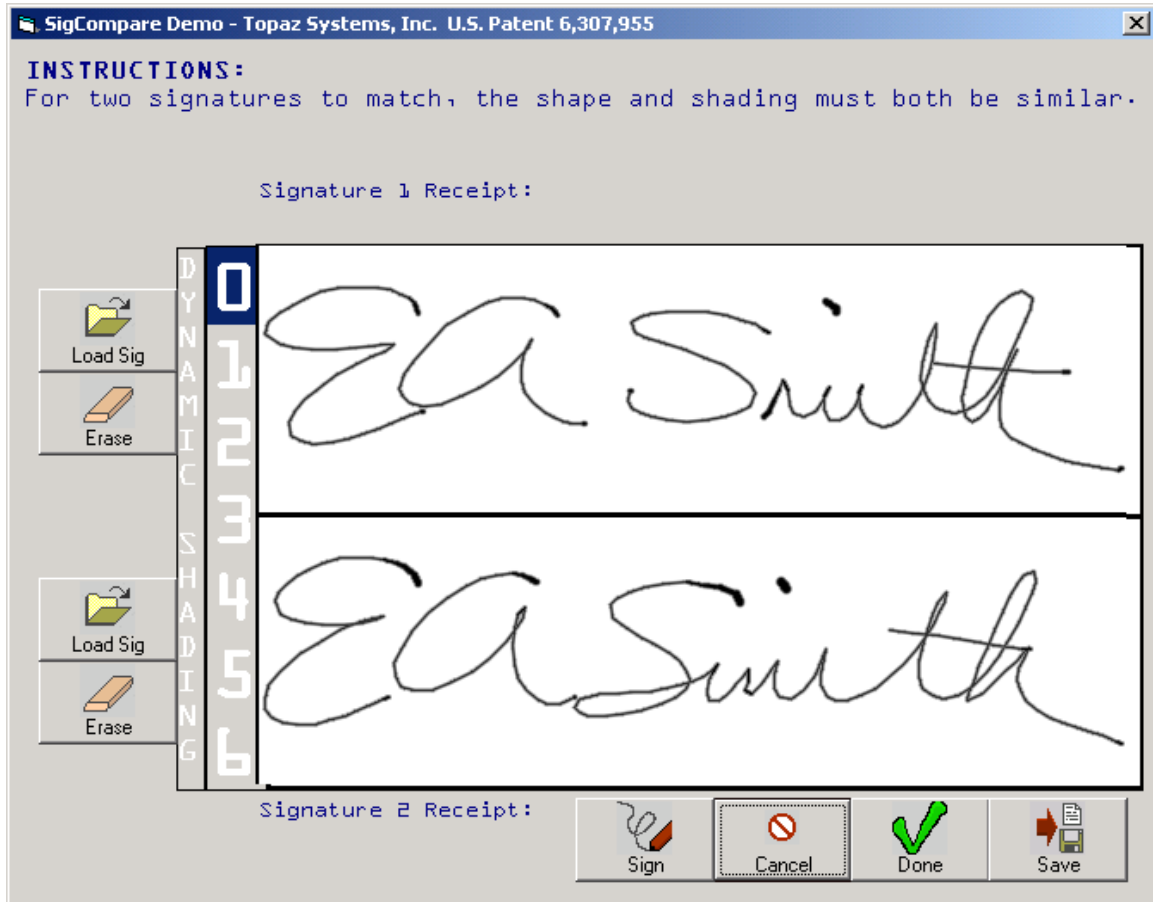 SigCompare Demo - Topaz Systems, Inc.  U.S. Patent 6,307,955
INSTRUCTIONS:
For two signatures to match, the shape and shading must both be similar.
Signature 1 Receipt:
DYNAMIC SHADING
0
1
2
3
4
5
6
Load Sig
Erase
EA Smith
Load Sig
Erase
EA Smith
Signature 2 Receipt:
Sign
Cancel
Done
Save